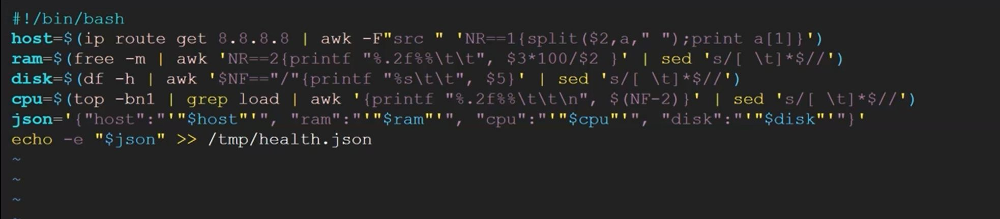 #!/bin/bash
host=$(ip route get 8.8.8.8 | awk -F"src " 'NR==1{split($2,a," ");print a[1]}')
ram=$(free -m | awk 'NR==2{printf "%.2f%%\t\t", $3*100/$2 }' | sed 's/[ \t]*$//')
disk=$(df -h | awk '$NF=="/"{printf "%s\t\t", $5}' | sed 's/[ \t]*$//')
cpu=$(top -bn1 | grep load | awk '{printf "%.2f%%\t\t\n", $(NF-2)}' | sed 's/[ \t]*$//')
json='{"host":"'"$host"'", "ram":"'"$ram"'", "cpu":"'"$cpu"'", "disk":"'"$disk"'"}'
echo -e "$json" >> /tmp/health.json
~
~
~
~